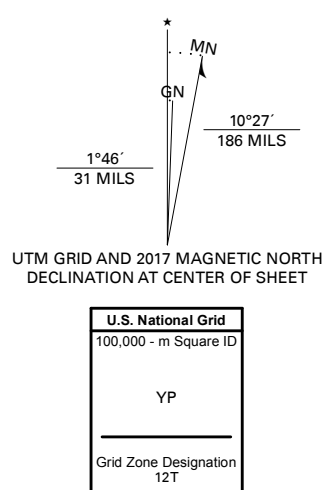 ★
MN
GN
10°27´
186 MILS
1°46´
31 MILS
UTM GRID AND 2017 MAGNETIC NORTH
DECLINATION AT CENTER OF SHEET
U.S. National Grid
100,000 - m Square ID
YP
Grid Zone Designation
12T